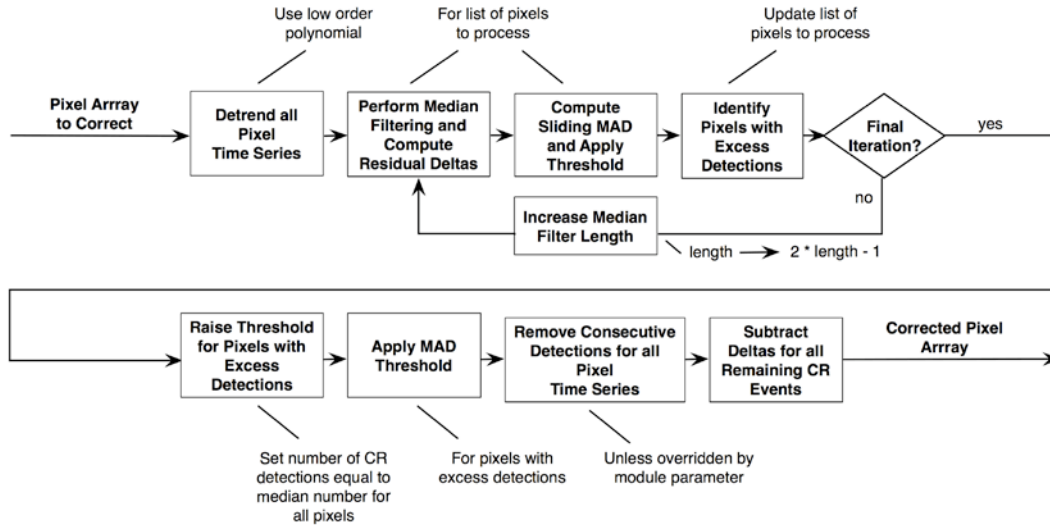 Use low order
polynomial
For list of pixels
to process
Update list of
pixels to process
Pixel Arrray
to Correct
Detrend all
Pixel
Time Series
Perform Median
Filtering and
Compute
Residual Deltas
Compute
Sliding MAD
and Apply
Threshold
Identify
Pixels with
Excess
Detections
Final
Iteration?
yes
no
Increase Median
Filter Length
length
2 * length - 1
Raise Threshold
for Pixels with
Excess
Detections
Apply MAD
Threshold
Remove Consecutive
Detections for all
Pixel
Time Series
Subtract
Deltas for all
Remaining CR
Events
Corrected Pixel
Arrray
Set number of CR
detections equal to
median number for
all pixels
For pixels with
excess detections
Unless overridden by
module parameter